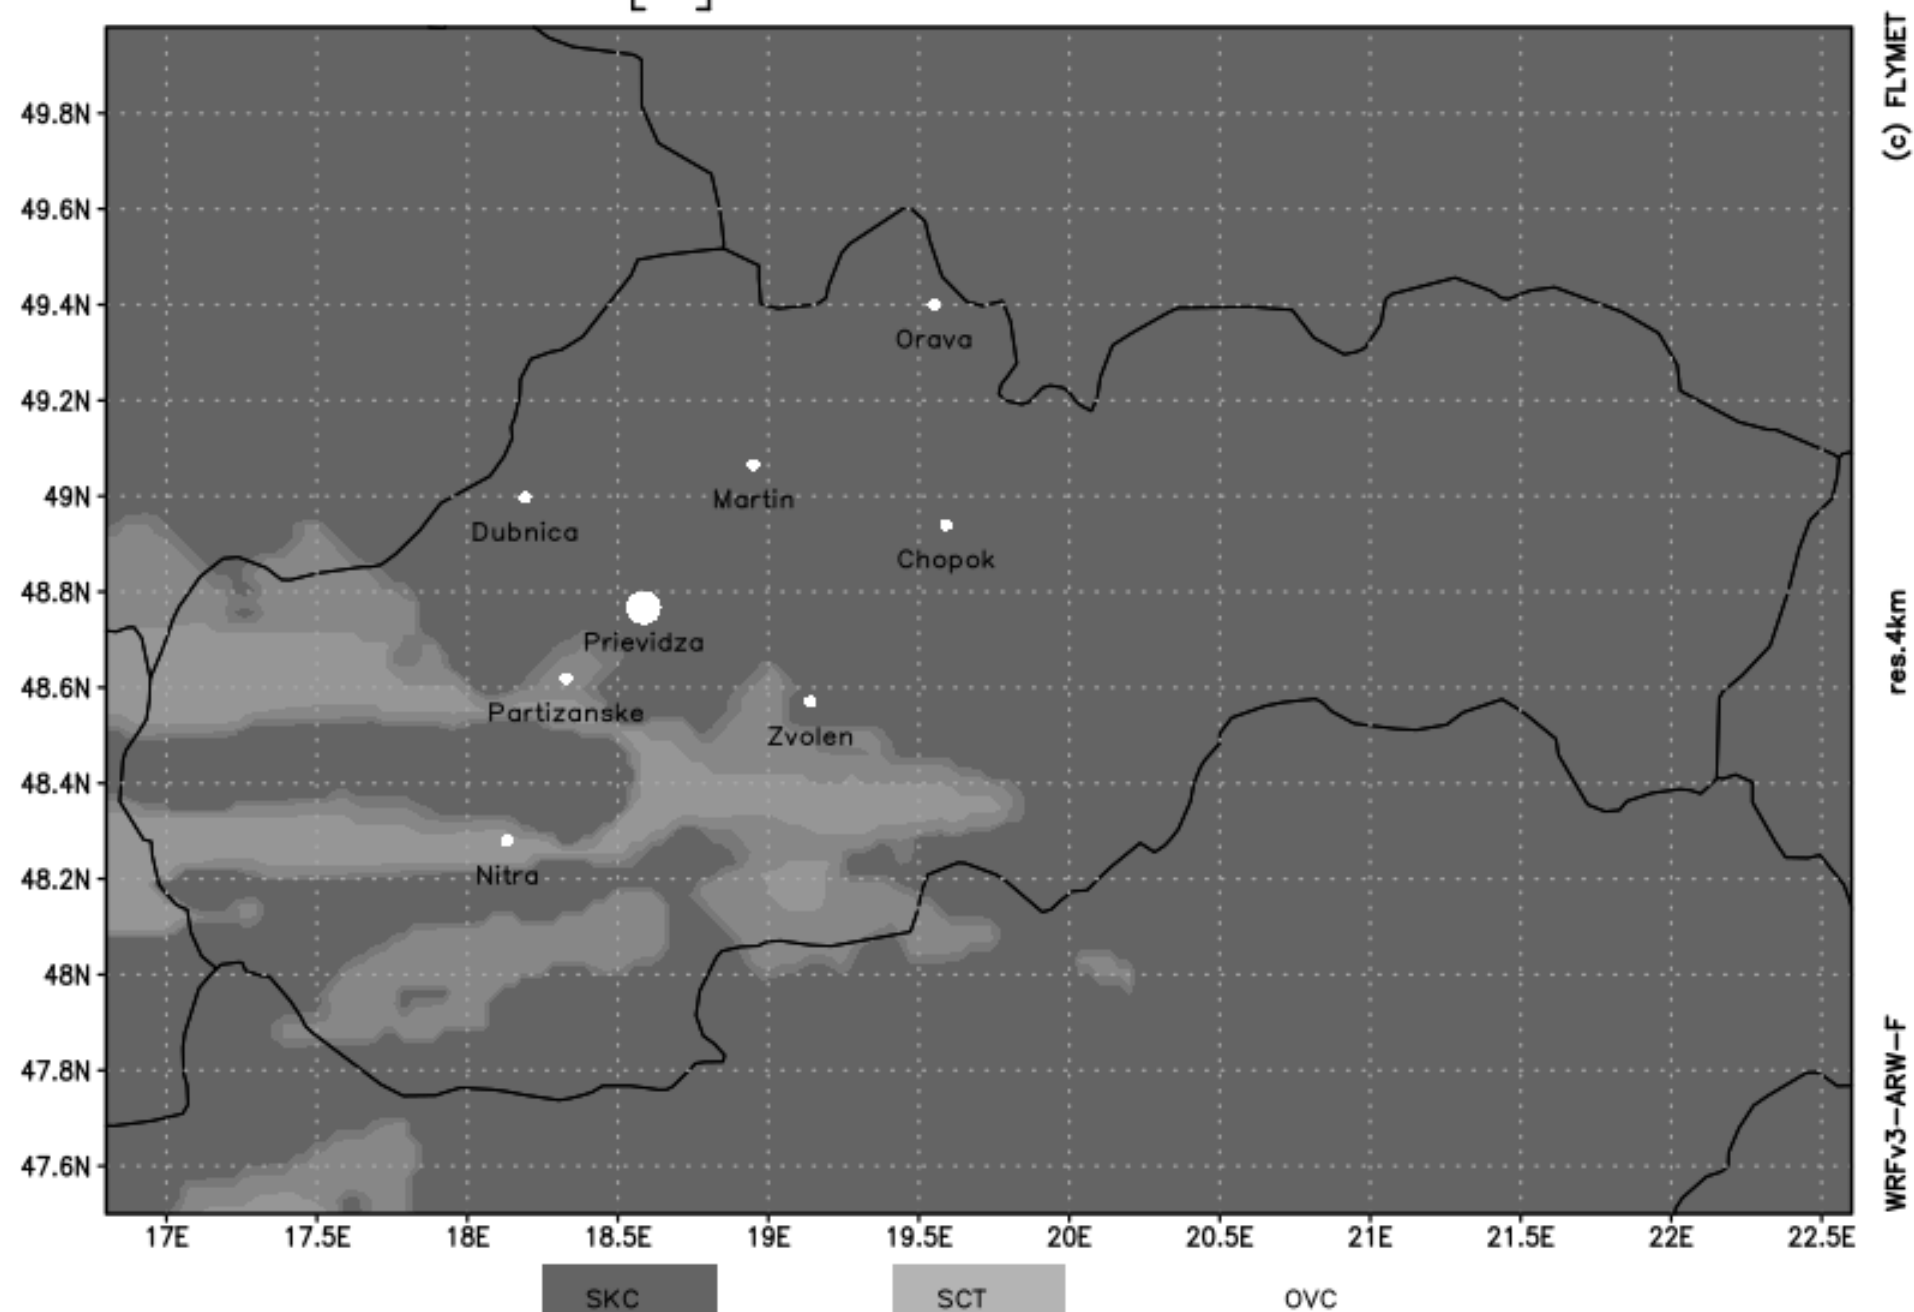 [ ]
49.8N
49.6N
49.4N
49.2N
49N
48.8N
48.6N
48.4N
48.2N
48N
47.8N
47.6N
Orava
Martin
Dubnica
Chopok
Prievidza
Partizanske
Zvolen
Nitra
17E 17.5E 18E 18.5E 19E 19.5E 20E 20.5E 21E 21.5E 22E 22.5E
SKC SCT OVC
(c) FLYMET
res.4km
WRFv3-ARW-F